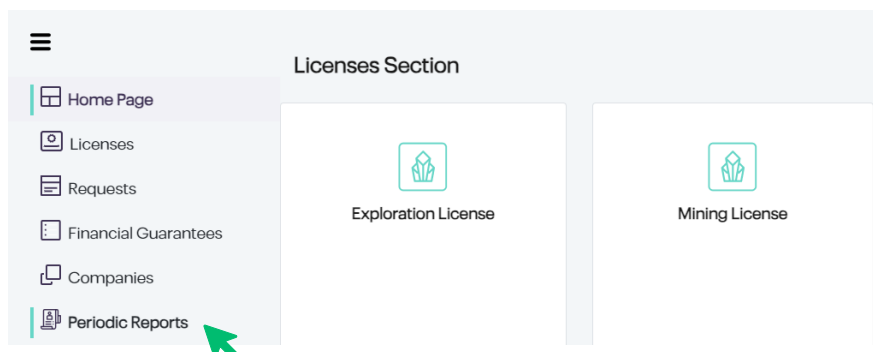 Licenses Section
Home Page
Licenses
Requests
Financial Guarantees
Companies
Periodic Reports
Exploration License
Mining License